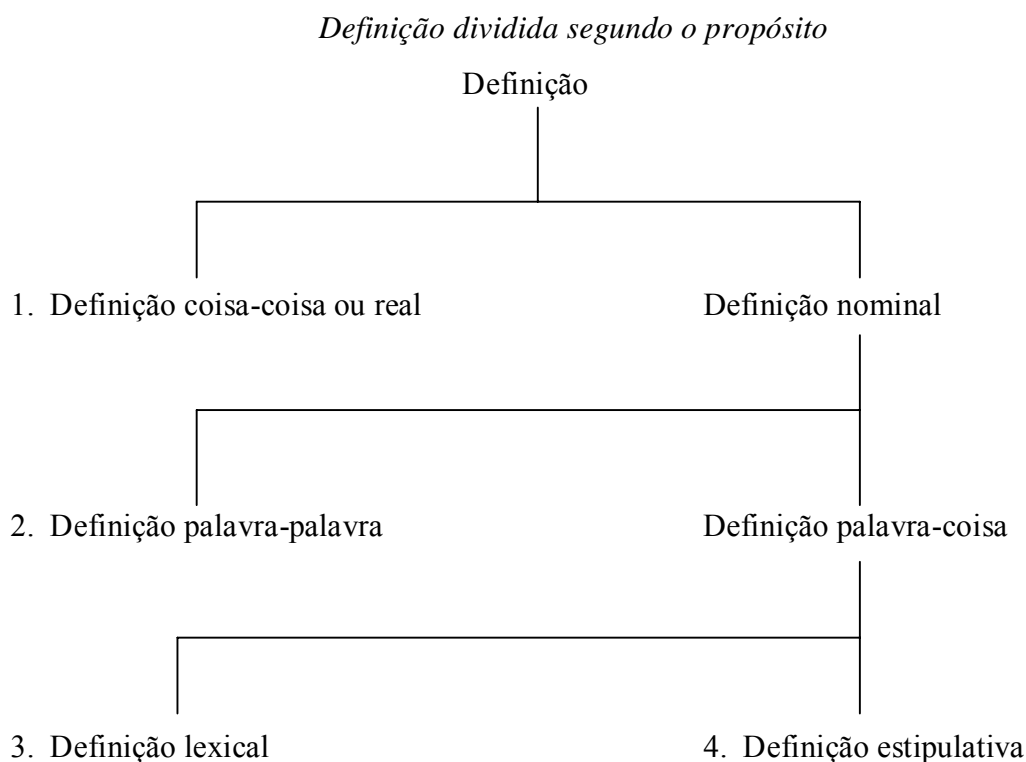 Definição dividida segundo o propósito
Definição
1. Definição coisa-coisa ou real
Definição nominal
2. Definição palavra-palavra
Definição palavra-coisa
3. Definição lexical
4. Definição estipulativa